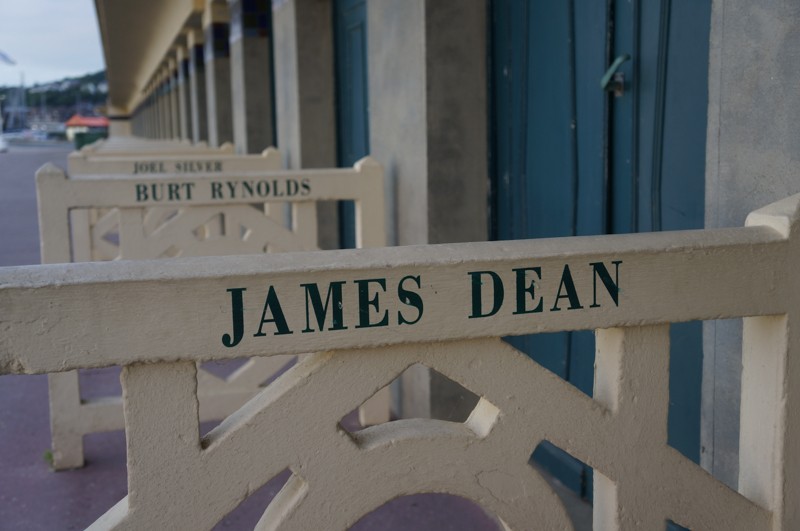 JOEL SILVER
BURT RYNOLDS
JAMES DEAN